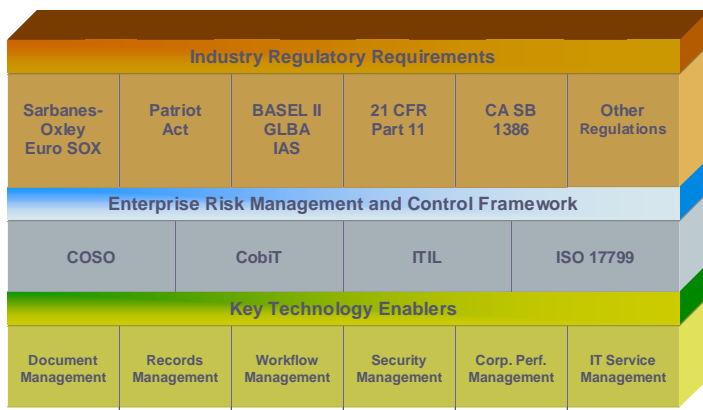 Industry Regulatory Requirements
Sarbanes-
Oxley
Euro SOX
Patriot
Act
BASEL II
GLBA
IAS
21 CFR
Part 11
CA SB
1386
Other
Regulations
Enterprise Risk Management and Control Framework
COSO
CobiT
ITIL
ISO 17799
Key Technology Enablers
Document
Management
Records
Management
Workflow
Management
Security
Management
Corp. Perf.
Management
IT Service
Management